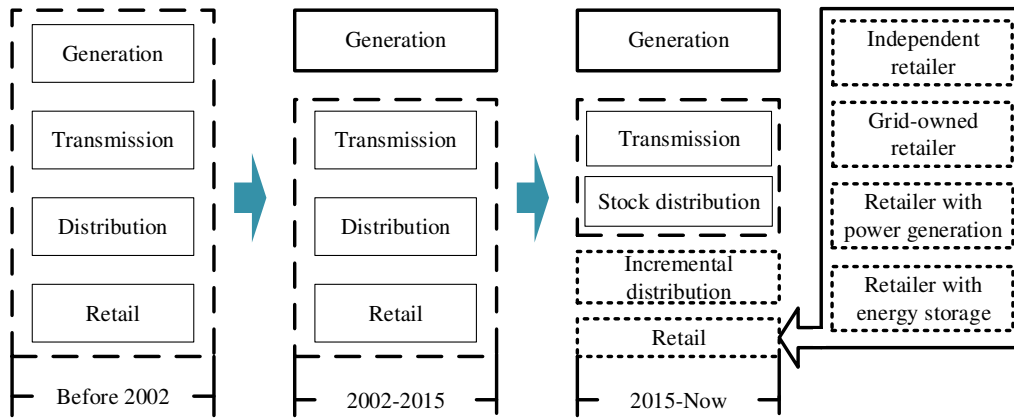 Generation
Transmission
Distribution
Retail
Before 2002
Generation
Transmission
Distribution
Retail
2002-2015
Generation
Transmission
Stock distribution
Incremental
distribution
Retail
2015-Now
Independent
retailer
Grid-owned
retailer
Retailer with
power generation
Retailer with
energy storage